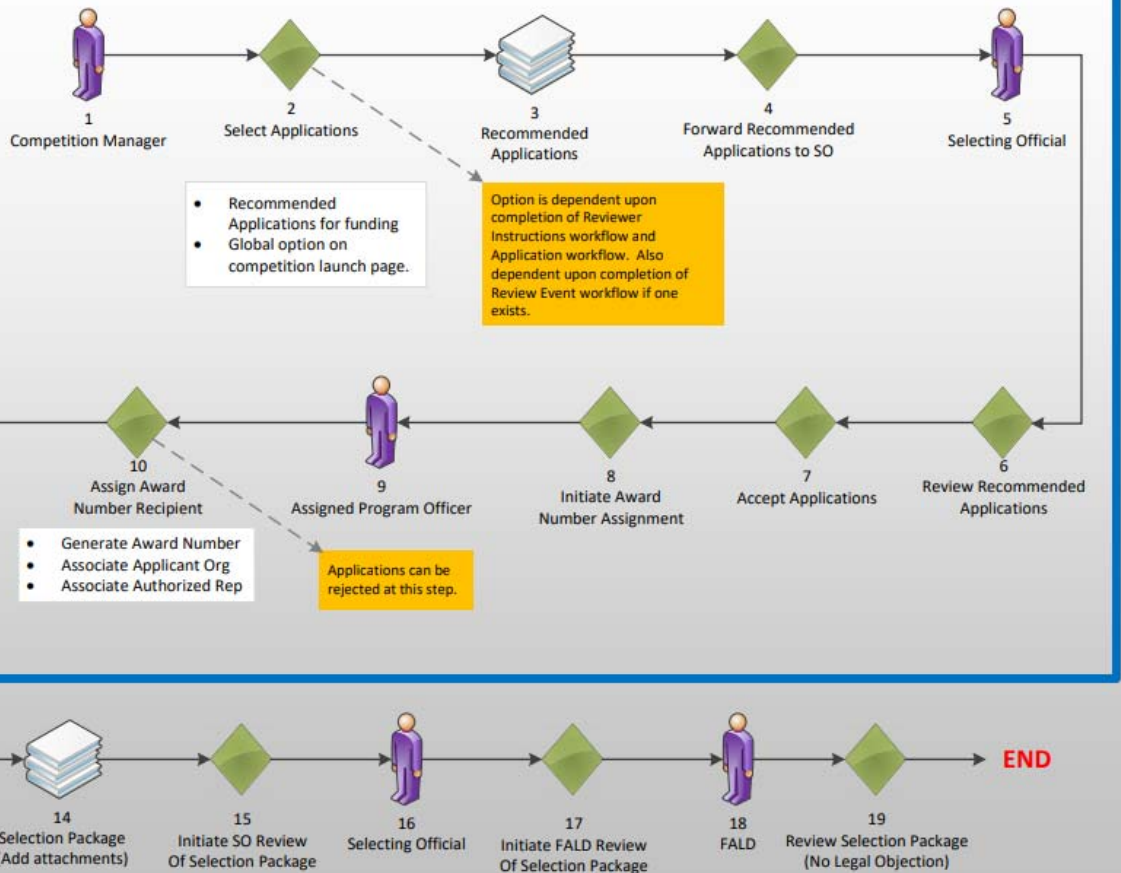 1
Competition Manager
2
Select Applications
3
Recommended
Applications
4
Forward Recommended
Applications to SO
5
Selecting Official
• Recommended
Applications for funding
• Global option on
competition launch page.
Option is dependent upon
completion of Reviewer
Instructions workflow and
Application workflow.  Also
dependent upon completion of
Review Event workflow if one
exists.
10
Assign Award
Number Recipient
9
Assigned Program Officer
8
Initiate Award
Number Assignment
7
Accept Applications
6
Review Recommended
Applications
• Generate Award Number
• Associate Applicant Org
• Associate Authorized Rep
Applications can be
rejected at this step.
END
14
Selection Package
(Add attachments)
15
Initiate SO Review
Of Selection Package
16
Selecting Official
17
Initiate FALD Review
Of Selection Package
18
FALD
19
Review Selection Package
(No Legal Objection)